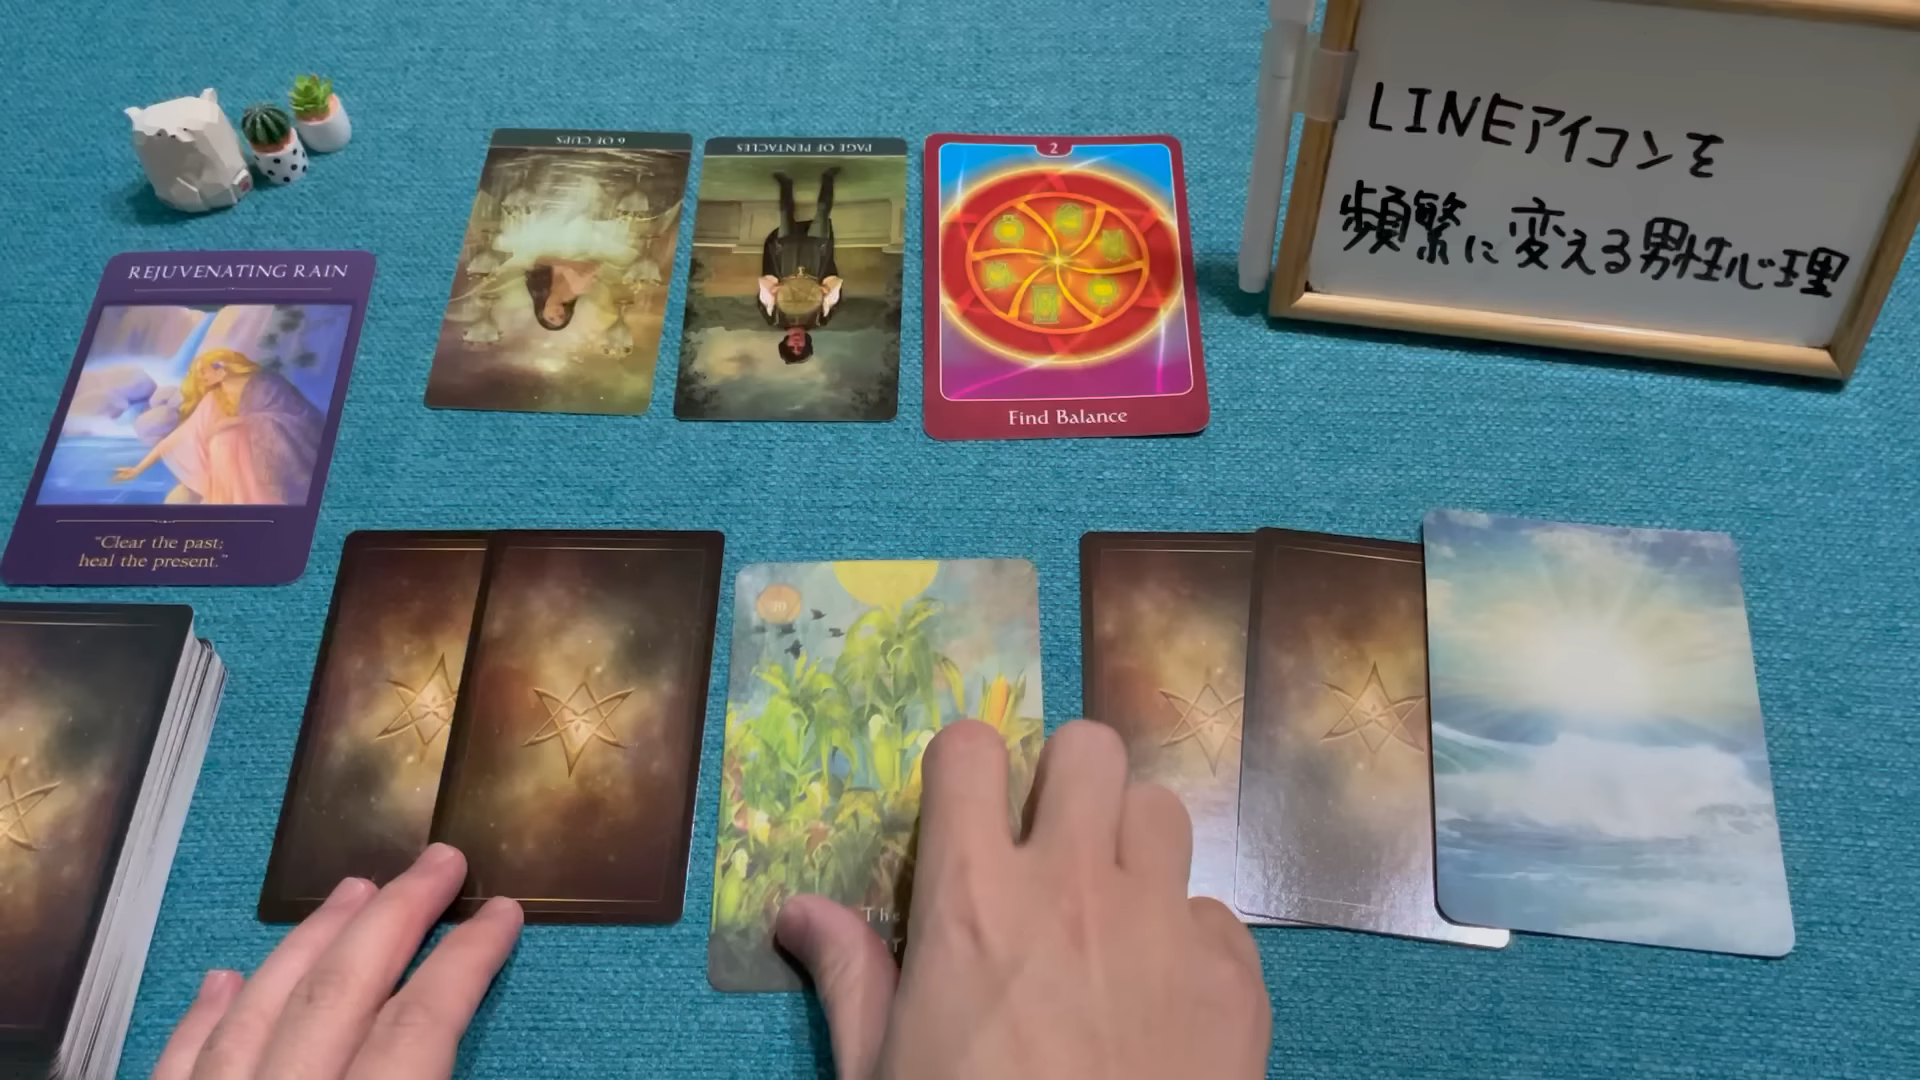 LINEアイコンを
頻繁に変える男性心理
6 OF CUPS
PAGE OF PENTACLES
2
Find Balance
REJUVENATING RAIN
"Clear the past;
heal the present."
The